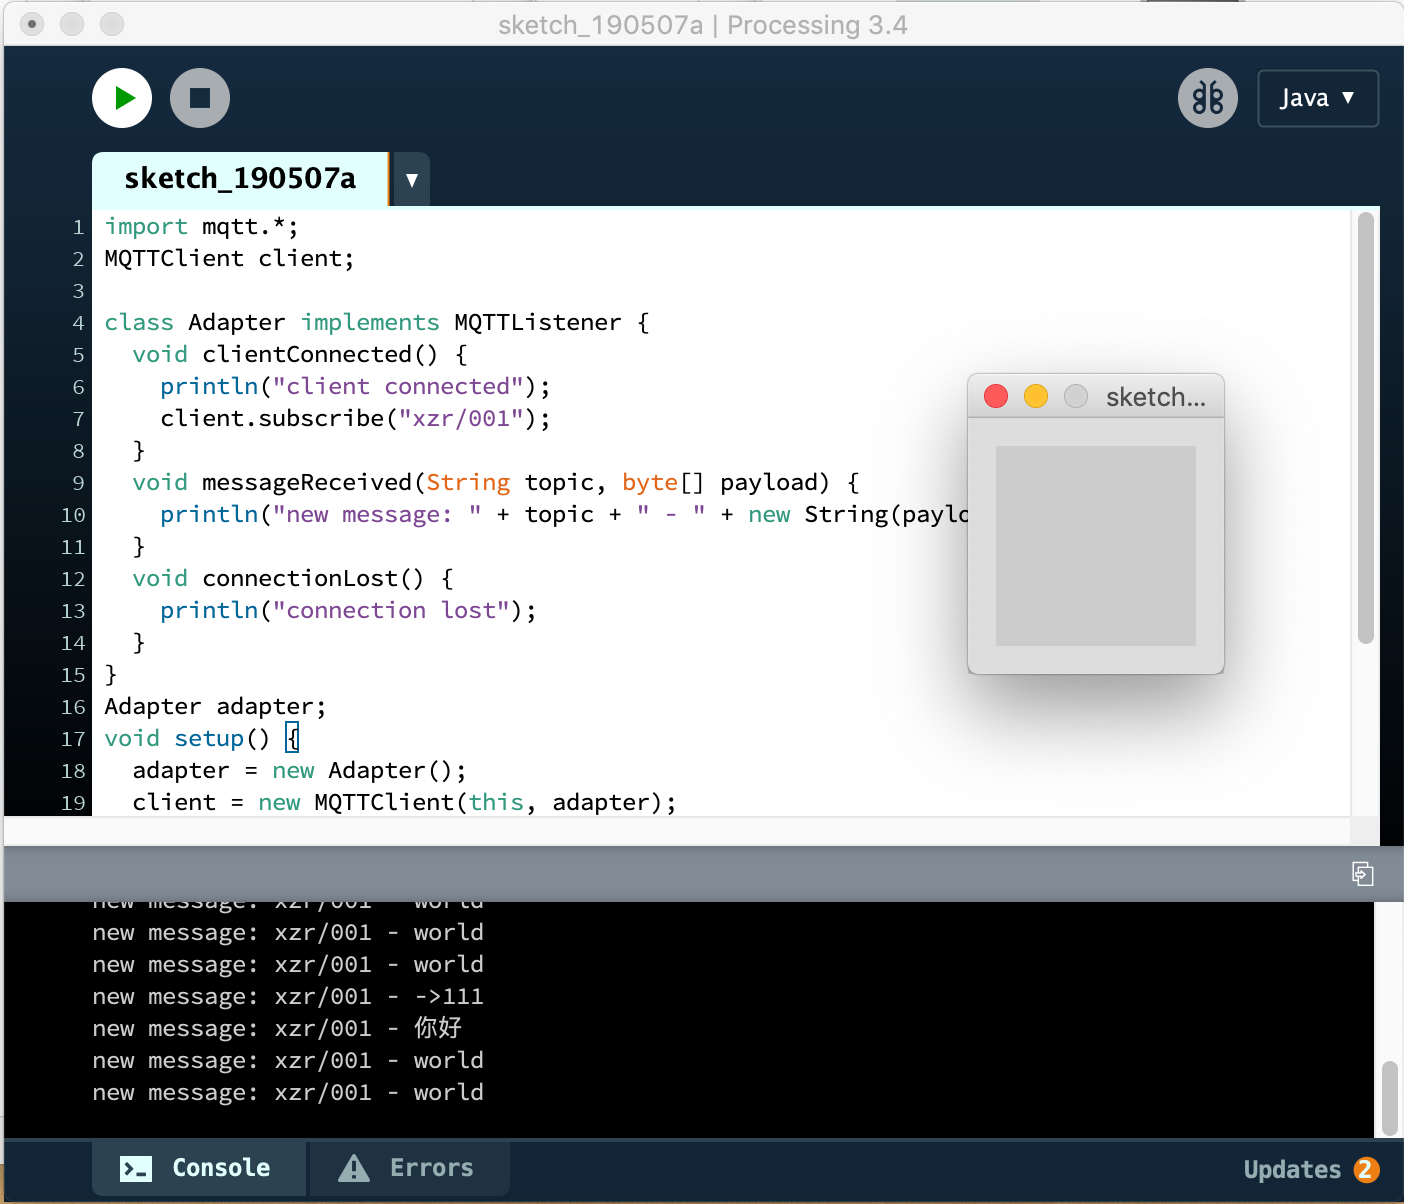 sketch_190507a | Processing 3.4
Java ▼
sketch_190507a ▼
1 import mqtt.*;
2 MQTTClient client;
3
4 class Adapter implements MQTTListener {
5 void clientConnected() {
6 println("client connected");
7 client.subscribe("xzr/001");
8 }
9 void messageReceived(String topic, byte[] payload) {
10 println("new message: " + topic + " - " + new String(paylo
11 }
12 void connectionLost() {
13 println("connection lost");
14 }
15 }
16 Adapter adapter;
17 void setup() {
18 adapter = new Adapter();
19 client = new MQTTClient(this, adapter);
sketch...
new message: xzr/001 - world
new message: xzr/001 - world
new message: xzr/001 - world
new message: xzr/001 - ->111
new message: xzr/001 - 你好
new message: xzr/001 - world
new message: xzr/001 - world
Console
Errors
Updates 2